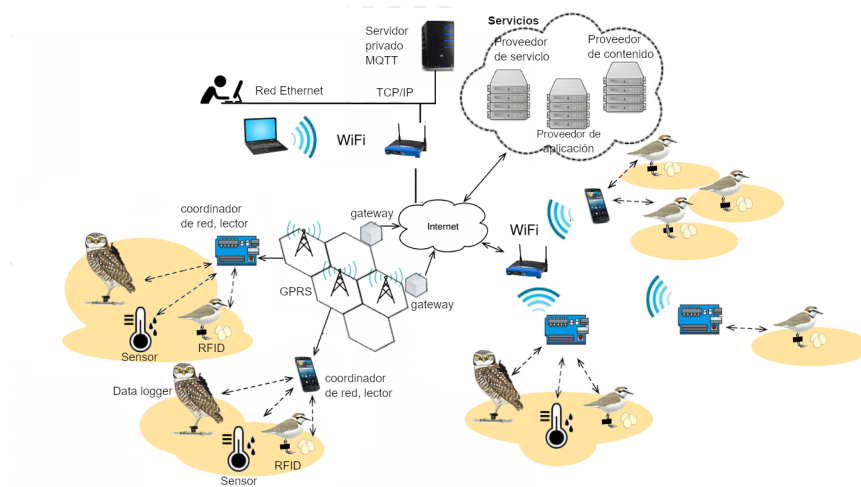 Servidor
privado
MQTT
Servicios
Proveedor
de servicio
Proveedor
de contenido
Proveedor de
aplicación
Red Ethernet
TCP/IP
WiFi
coordinador
de red, lector
gateway
Internet
WiFi
GPRS
gateway
Sensor
RFID
Data logger
coordinador
de red, lector
Sensor
RFID